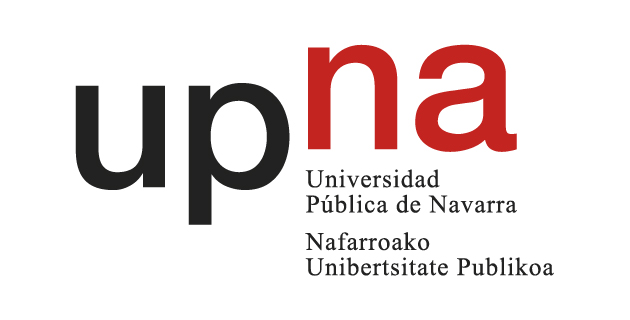 upna
Universidad
Pública de Navarra
Nafarroako
Unibertsitate Publikoa